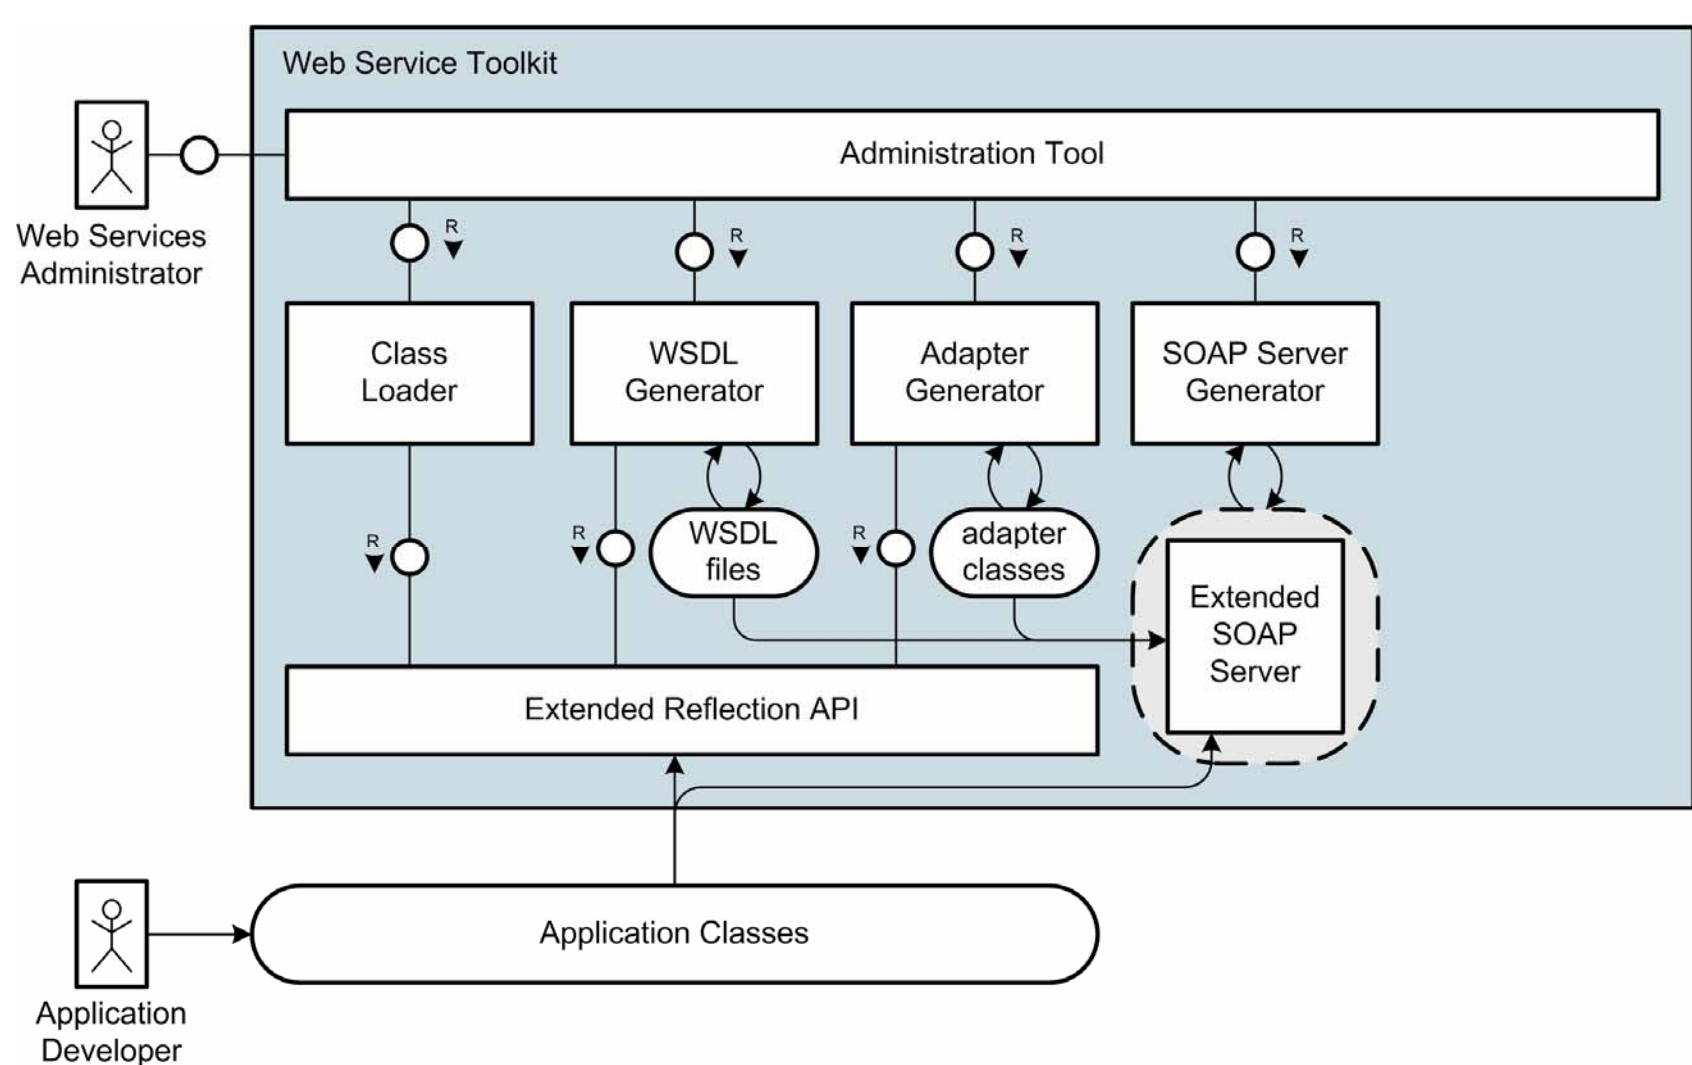 Web Service Toolkit
Administration Tool
Web Services
Administrator
R
R
R
R
Class
Loader
WSDL
Generator
Adapter
Generator
SOAP Server
Generator
R
R
R
WSDL
files
adapter
classes
Extended
SOAP
Server
Extended Reflection API
Application Classes
Application
Developer